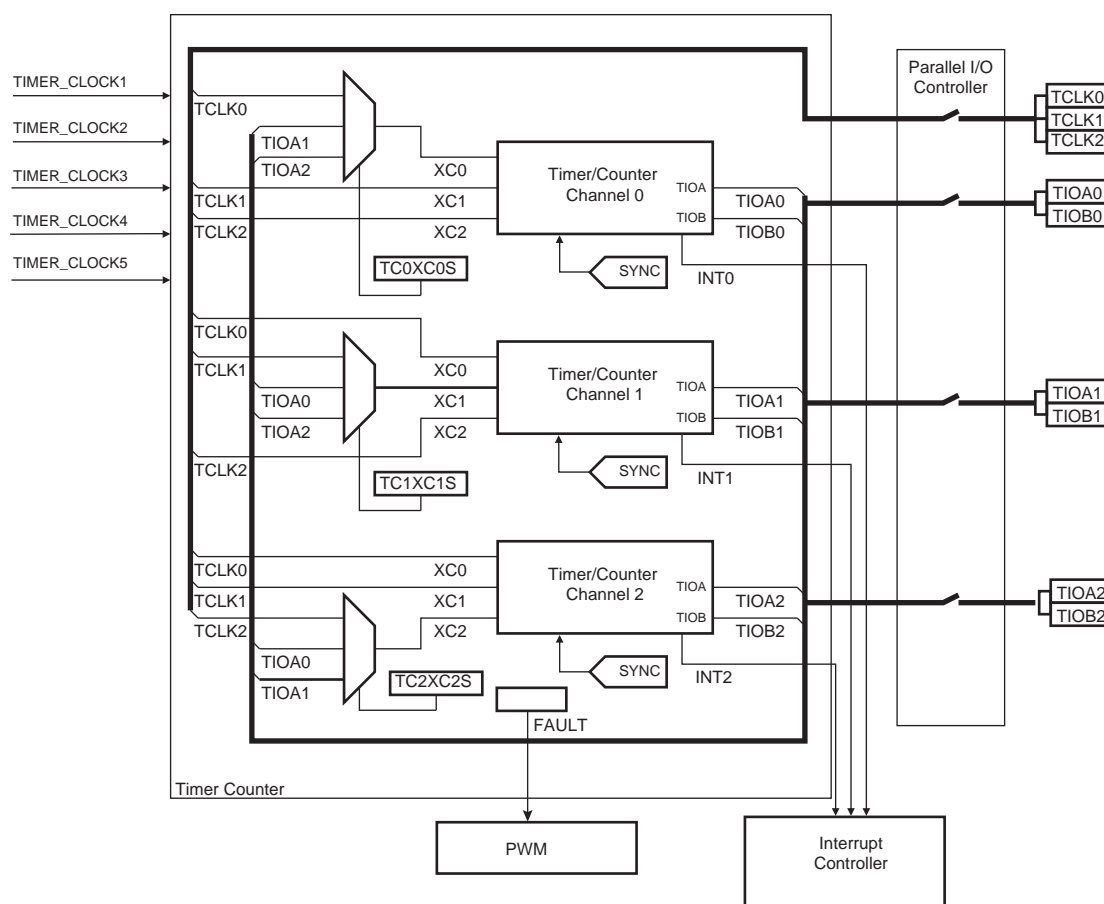 TIMER_CLOCK1
TIMER_CLOCK2
TIMER_CLOCK3
TIMER_CLOCK4
TIMER_CLOCK5
TCLK0
TIOA1
TIOA2
TCLK1
TCLK2
XC0
XC1
XC2
TC0XC0S
Timer/Counter
Channel 0
TIOA
TIOB
TIOA0
TIOB0
SYNC
INT0
TCLK0
TCLK1
TIOA0
TIOA2
TCLK2
XC0
XC1
XC2
TC1XC1S
Timer/Counter
Channel 1
TIOA
TIOB
TIOA1
TIOB1
SYNC
INT1
TCLK0
TCLK1
TCLK2
TIOA0
TIOA1
XC0
XC1
XC2
TC2XC2S
Timer/Counter
Channel 2
TIOA
TIOB
TIOA2
TIOB2
SYNC
INT2
FAULT
Timer Counter
PWM
Interrupt
Controller
Parallel I/O
Controller
TCLK0
TCLK1
TCLK2
TIOA0
TIOB0
TIOA1
TIOB1
TIOA2
TIOB2